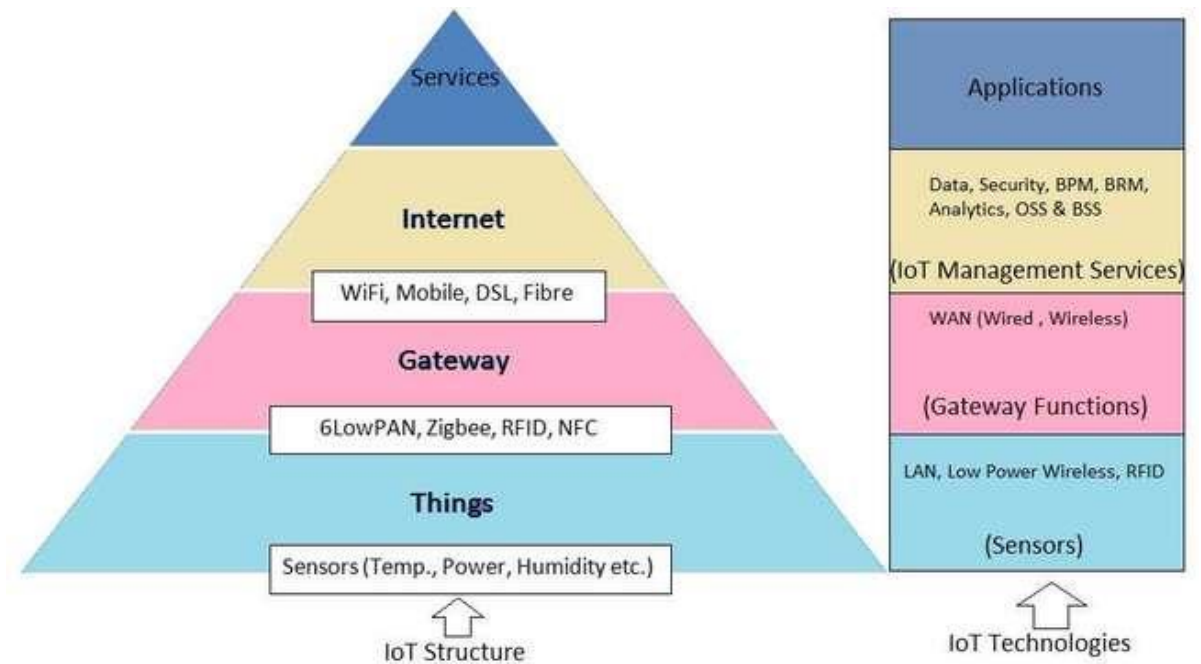 Services
Internet
WiFi, Mobile, DSL, Fibre
Gateway
6LowPAN, Zigbee, RFID, NFC
Things
Sensors (Temp., Power, Humidity etc.)
IoT Structure
Applications
Data, Security, BPM, BRM,
Analytics, OSS & BSS
(IoT Management Services)
WAN (Wired , Wireless)
(Gateway Functions)
LAN, Low Power Wireless, RFID
(Sensors)
IoT Technologies